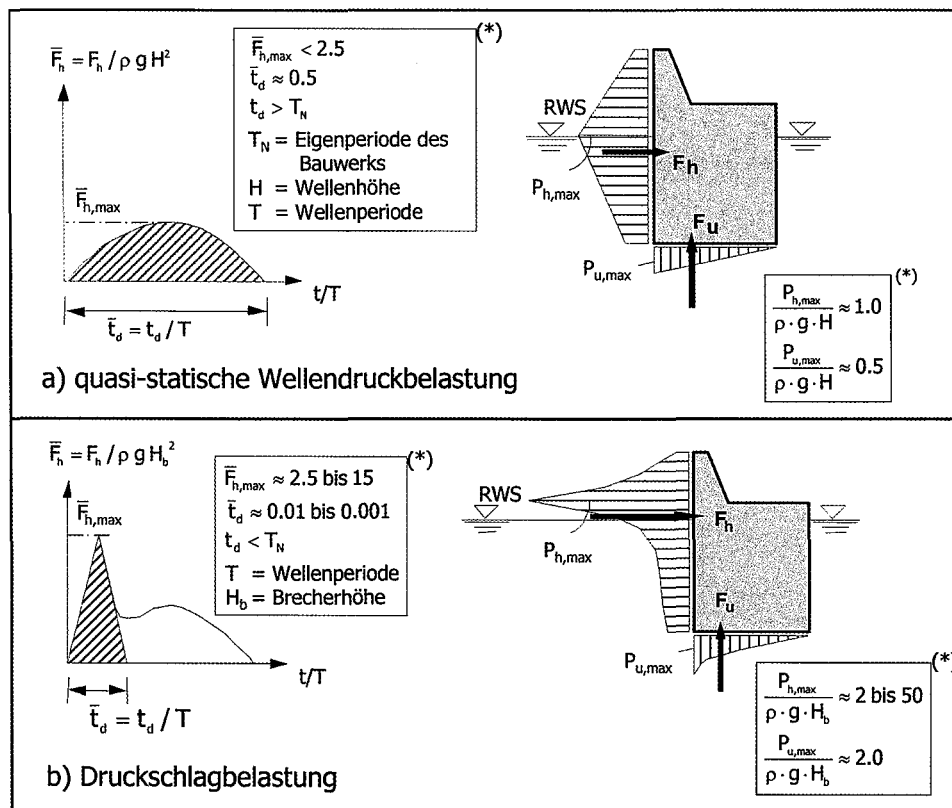 F̅ₕ = Fₕ / ρ g H²
(*)
F̅ₕ,max < 2.5
t̅d ≈ 0.5
td > TN
TN = Eigenperiode des
Bauwerks
H = Wellenhöhe
T = Wellenperiode
F̅h,max
t/T
t̅d = td / T
RWS
Ph,max
Fh
Fu
Pu,max
(*)
Ph,max / ρ · g · H ≈ 1.0
Pu,max / ρ · g · H ≈ 0.5
a) quasi-statische Wellendruckbelastung
F̅h = Fh / ρ g Hb²
(*)
F̅h,max ≈ 2.5 bis 15
t̅d ≈ 0.01 bis 0.001
td < TN
T = Wellenperiode
Hb = Brecherhöhe
F̅h,max
t/T
t̅d = td / T
RWS
Ph,max
Fh
Fu
Pu,max
(*)
Ph,max / ρ · g · Hb ≈ 2 bis 50
Pu,max / ρ · g · Hb ≈ 2.0
b) Druckschlagbelastung